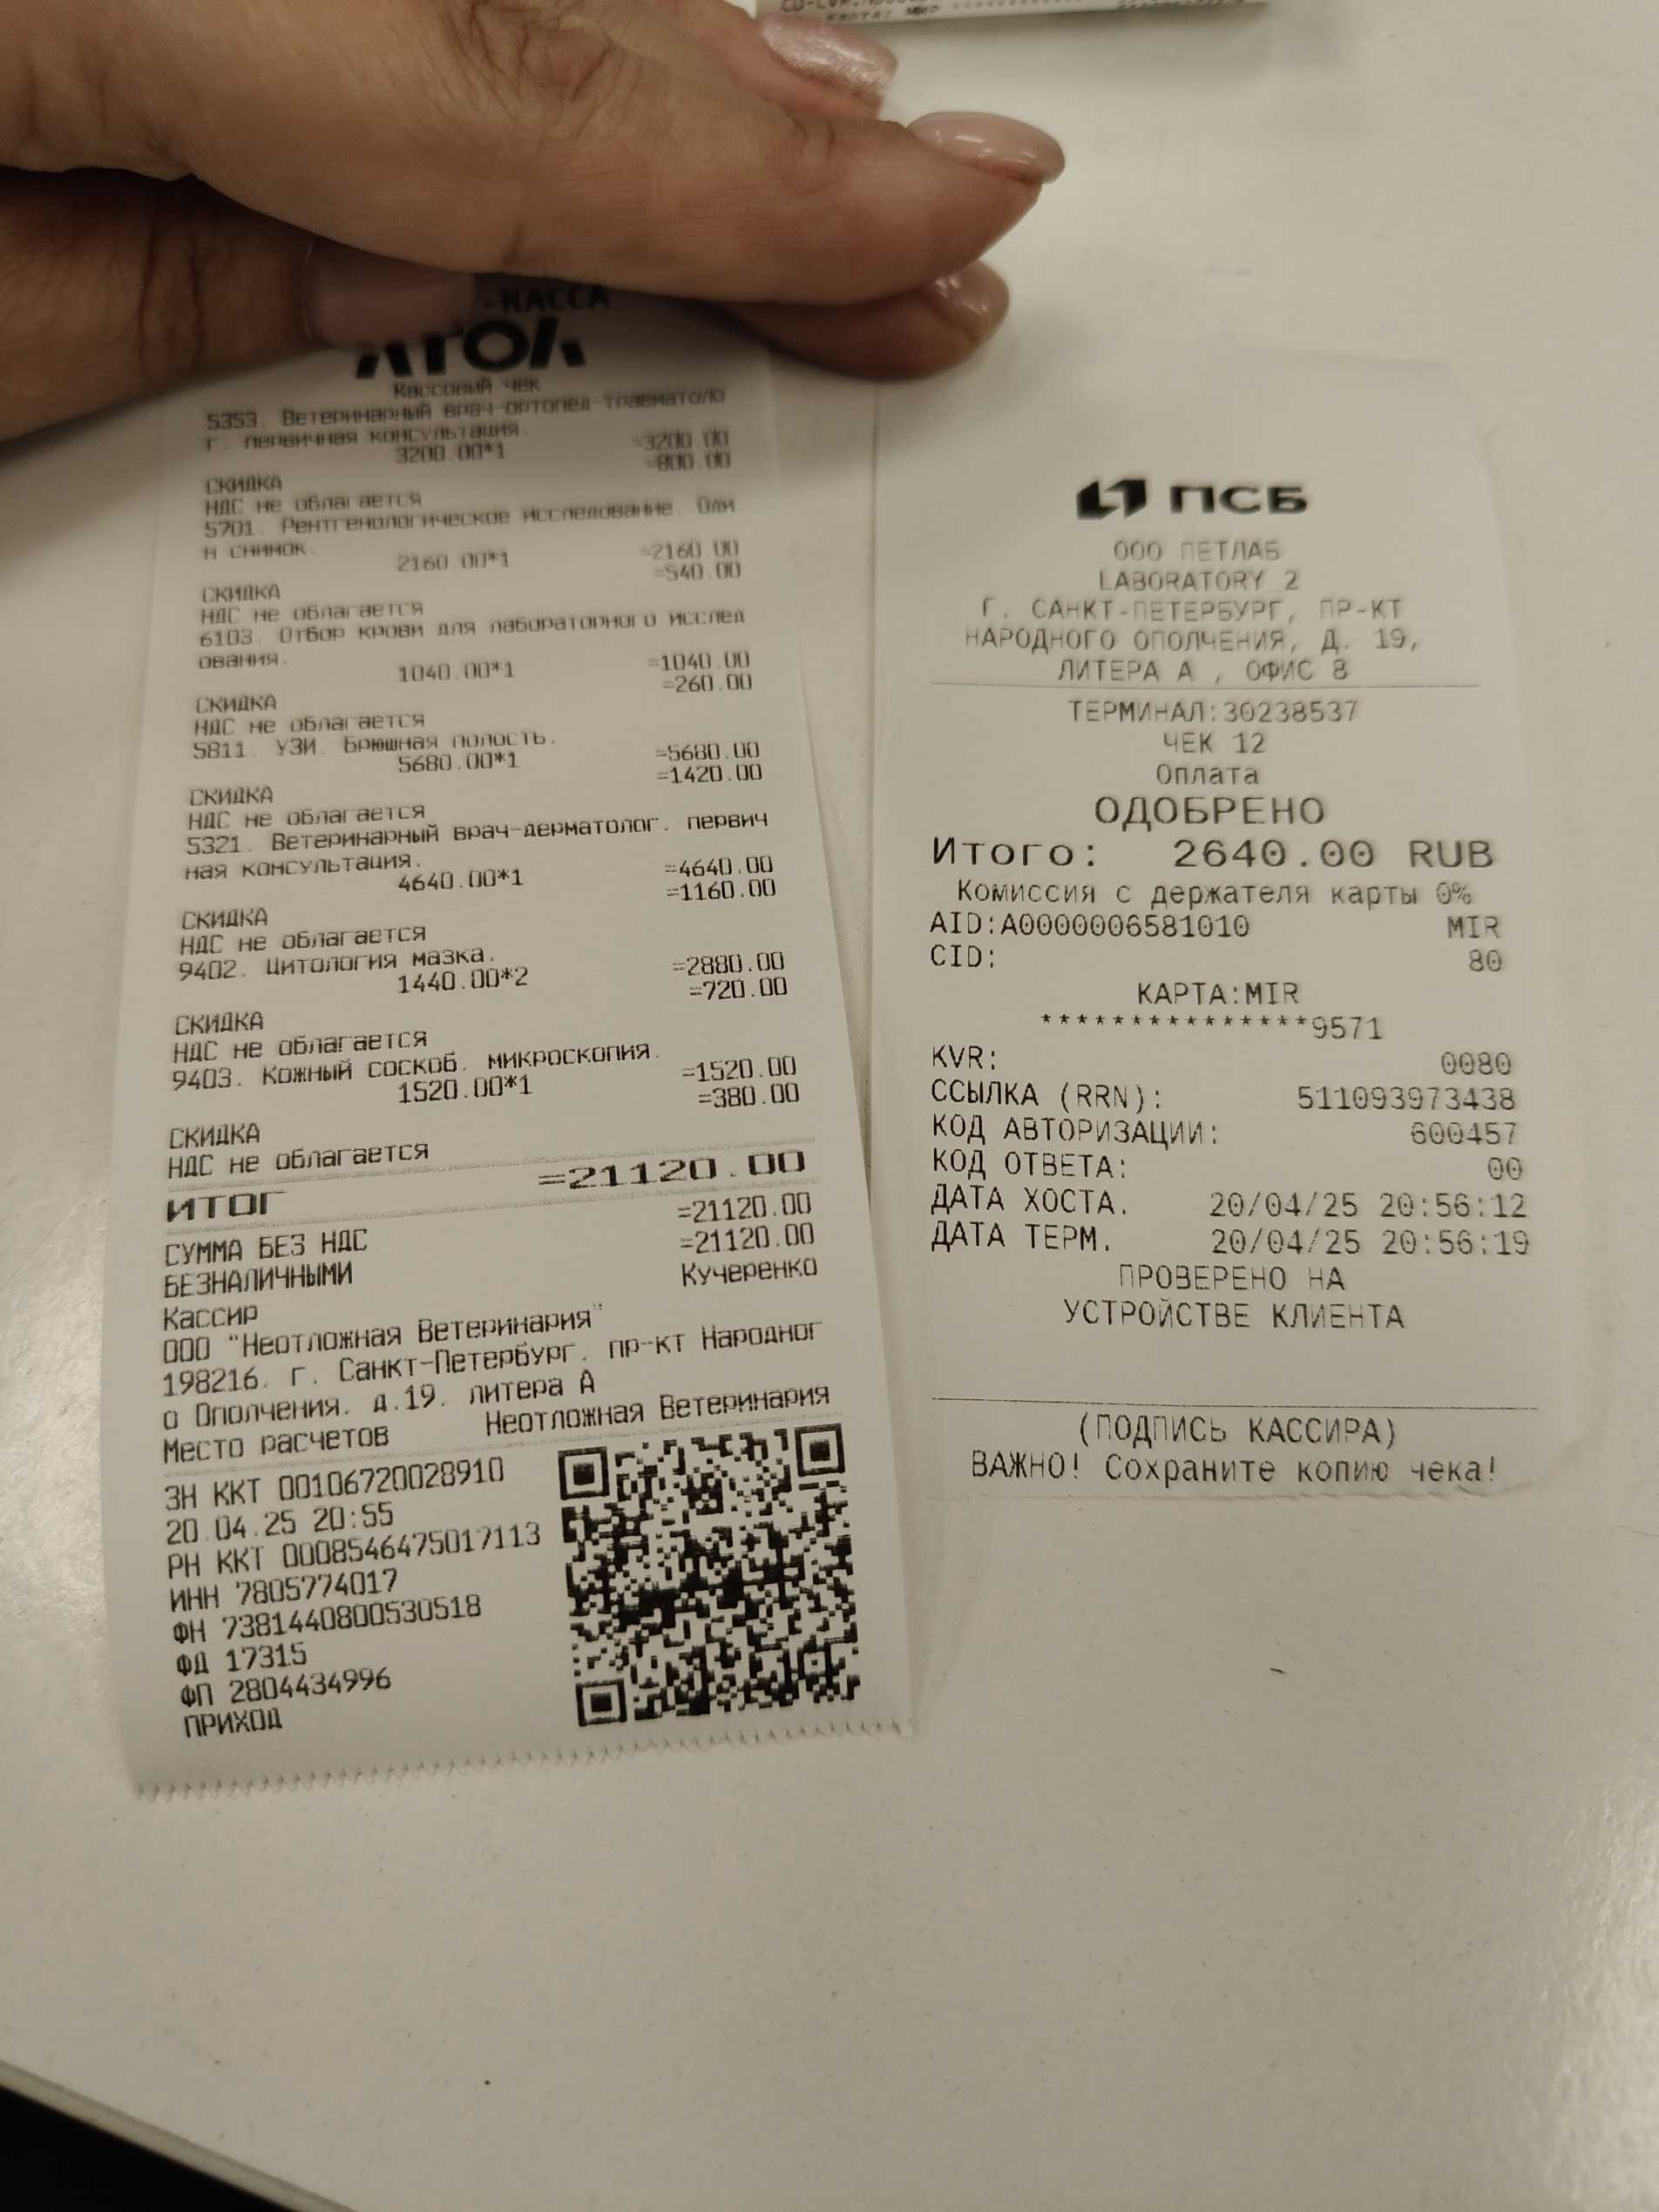 -КАССА
АТОЛ
Кассовый чек
5353. Ветеринарный врач-ортопед-травматоло
г. первичная консультация.
3200.00*1 =3200.00
=800.00
СКИДКА
НДС не облагается
5701. Рентгенологическое исследование. Оди
н снимок.
2160.00*1 =2160.00
=540.00
СКИДКА
НДС не облагается
6103. Отбор крови для лабораторного исслед
ования.
1040.00*1 =1040.00
=260.00
СКИДКА
НДС не облагается
5811. УЗИ. Брюшная полость.
5680.00*1 =5680.00
=1420.00
СКИДКА
НДС не облагается
5321. Ветеринарный врач-дерматолог. первич
ная консультация.
4640.00*1 =4640.00
=1160.00
СКИДКА
НДС не облагается
9402. Цитология мазка.
1440.00*2 =2880.00
=720.00
СКИДКА
НДС не облагается
9403. Кожный соскоб. микроскопия.
1520.00*1 =1520.00
=380.00
СКИДКА
НДС не облагается
ИТОГ =21120.00
СУММА БЕЗ НДС =21120.00
БЕЗНАЛИЧНЫМИ =21120.00
Кассир Кучеренко
ООО "Неотложная Ветеринария"
198216. г. Санкт-Петербург. пр-кт Народног
о Ополчения. д.19. литера А
Место расчетов Неотложная Ветеринария
ЗН ККТ 00106720028910
20.04.25 20:55
РН ККТ 0008546475017113
ИНН 7805774017
ФН 7381440800530518
ФД 17315
ФП 2804434996
ПРИХОД
ПСБ
ООО ПЕТЛАБ
LABORATORY 2
Г. САНКТ-ПЕТЕРБУРГ, ПР-КТ
НАРОДНОГО ОПОЛЧЕНИЯ, Д. 19,
ЛИТЕРА А , ОФИС 8
ТЕРМИНАЛ:30238537
ЧЕК 12
Оплата
ОДОБРЕНО
Итого: 2640.00 RUB
Комиссия с держателя карты 0%
AID:A0000006581010 MIR
CID: 80
КАРТА:MIR
***************9571
KVR: 0080
ССЫЛКА (RRN): 511093973438
КОД АВТОРИЗАЦИИ: 600457
КОД ОТВЕТА: 00
ДАТА ХОСТА. 20/04/25 20:56:12
ДАТА ТЕРМ. 20/04/25 20:56:19
ПРОВЕРЕНО НА
УСТРОЙСТВЕ КЛИЕНТА
(ПОДПИСЬ КАССИРА)
ВАЖНО! Сохраните копию чека!